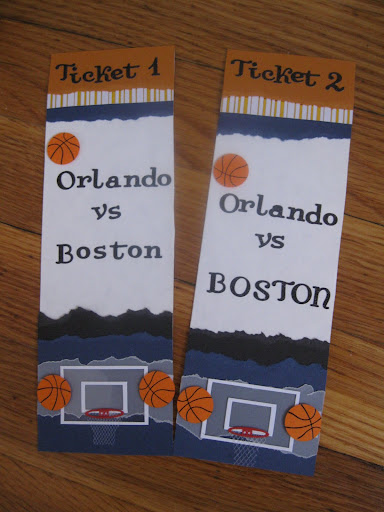 Ticket 1
Orlando
vs
Boston
Ticket 2
Orlando
vs
BOSTON